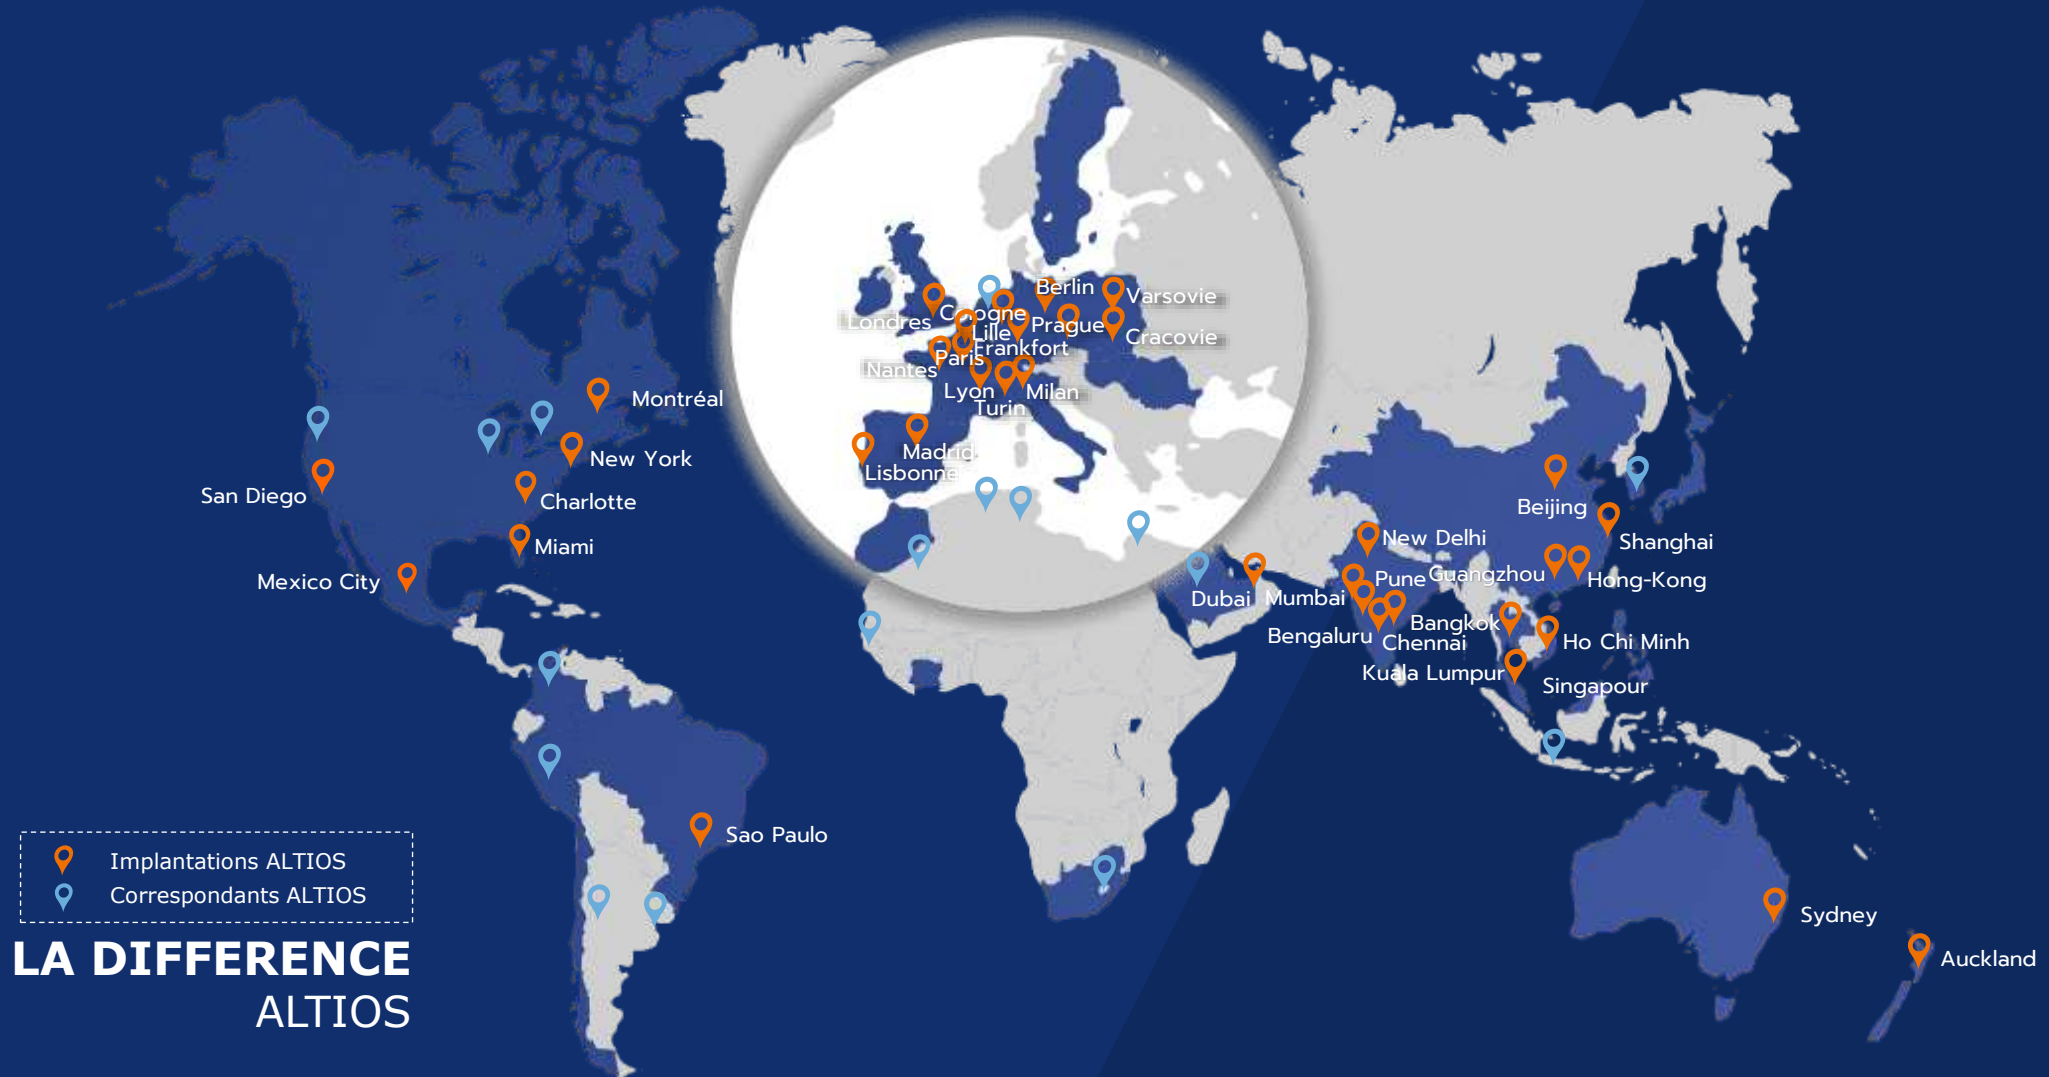 Berlin
Varsovie
Londres
Cologne
Lille
Prague
Cracovie
Frankfort
Paris
Nantes
Lyon
Milan
Turin
Madrid
Lisbonne
Montréal
New York
San Diego
Charlotte
Miami
Mexico City
Sao Paulo
Beijing
Shanghai
New Delhi
Guangzhou
Hong-Kong
Pune
Dubai
Mumbai
Bangkok
Bengaluru
Chennai
Ho Chi Minh
Kuala Lumpur
Singapour
Sydney
Auckland
Implantations ALTIOS
Correspondants ALTIOS
LA DIFFERENCE
ALTIOS